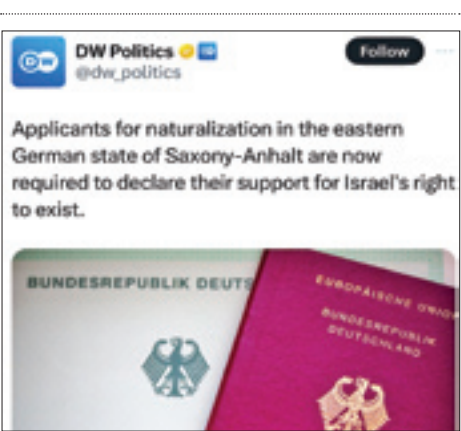 DW Politics
Follow
@dw_politics
Applicants for naturalization in the eastern
German state of Saxony-Anhalt are now
required to declare their support for Israel's right
to exist.
BUNDESREPUBLIK DEUTS
EUROPÄISCHE UNION
BUNDESREPUBLIK
DEUTSCHLAND